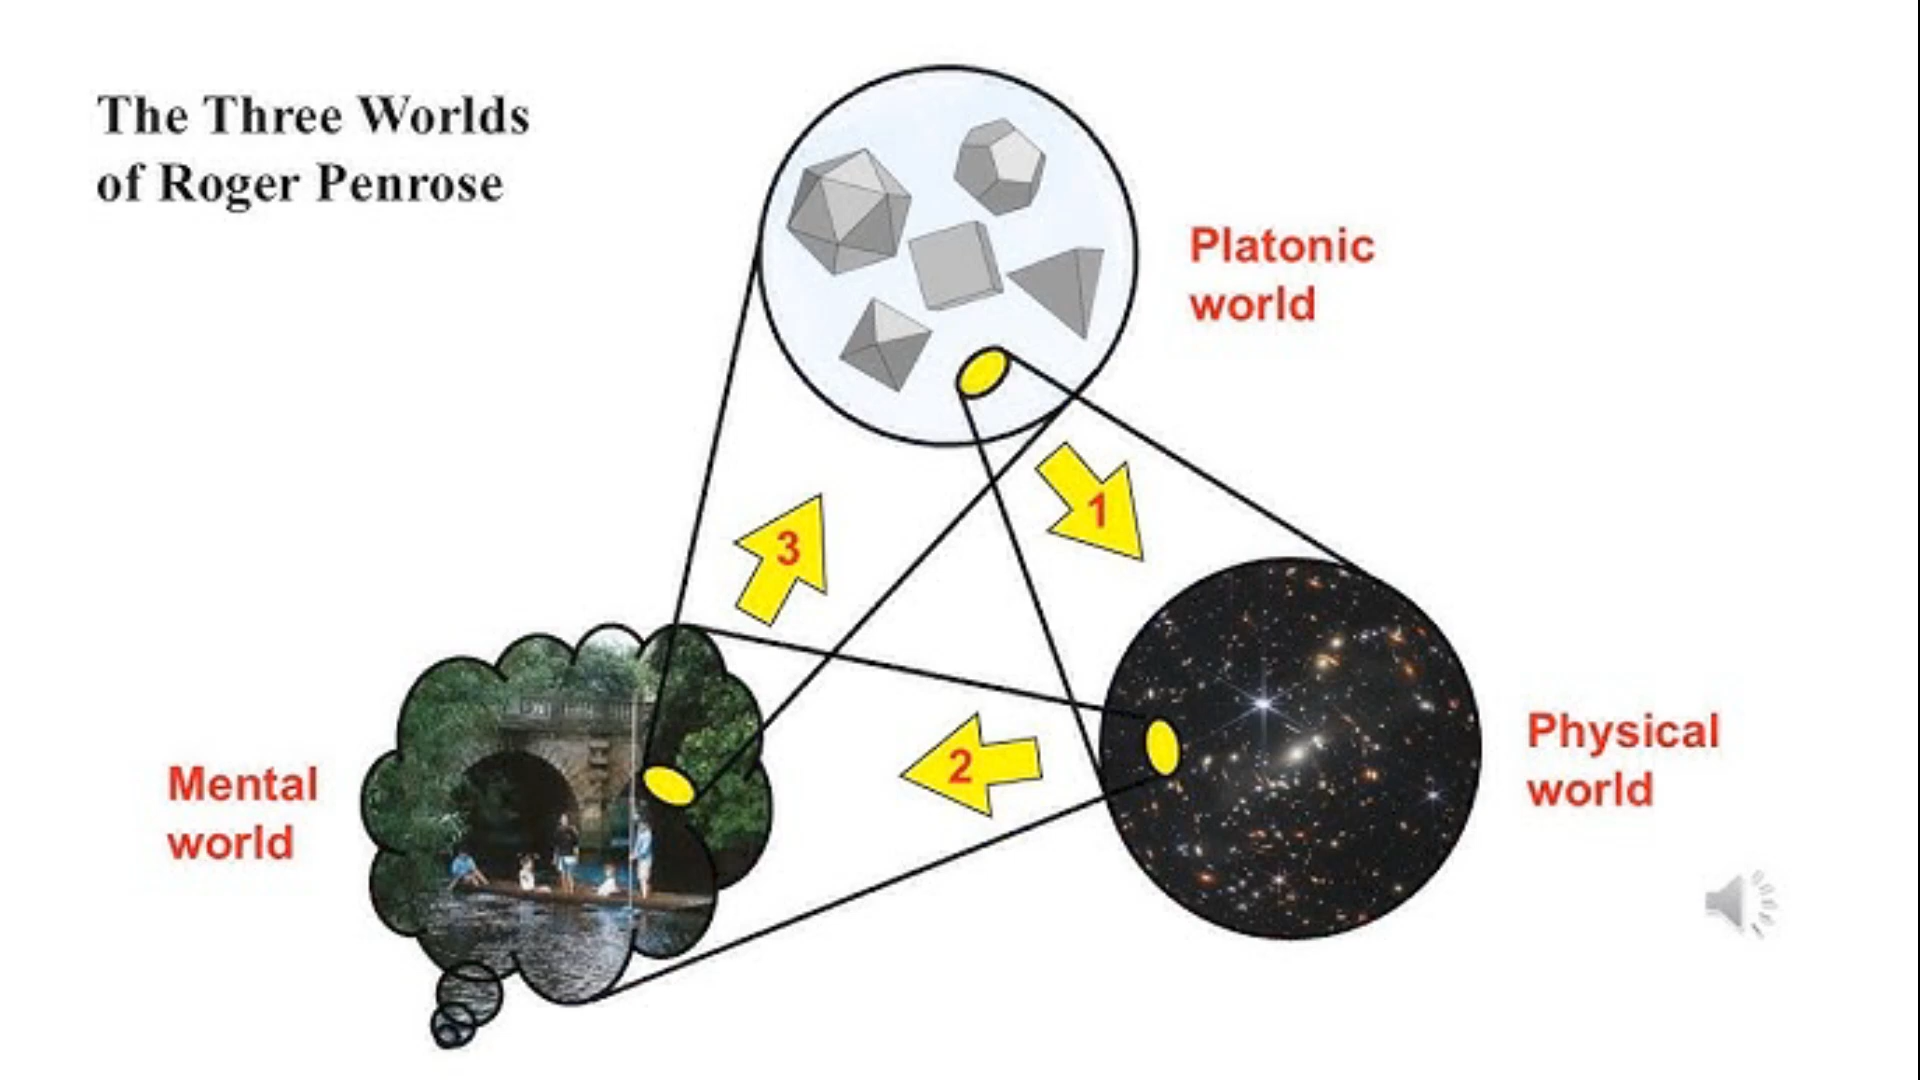 The Three Worlds
of Roger Penrose
Platonic
world
1
3
2
Physical
world
Mental
world